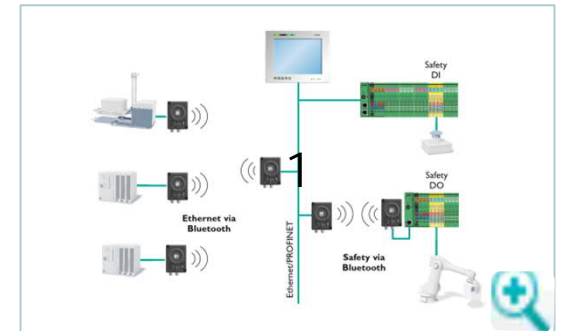 Safety
DI
1
Safety
DO
Ethernet via
Bluetooth
Ethernet/PROFINET
Safety via
Bluetooth